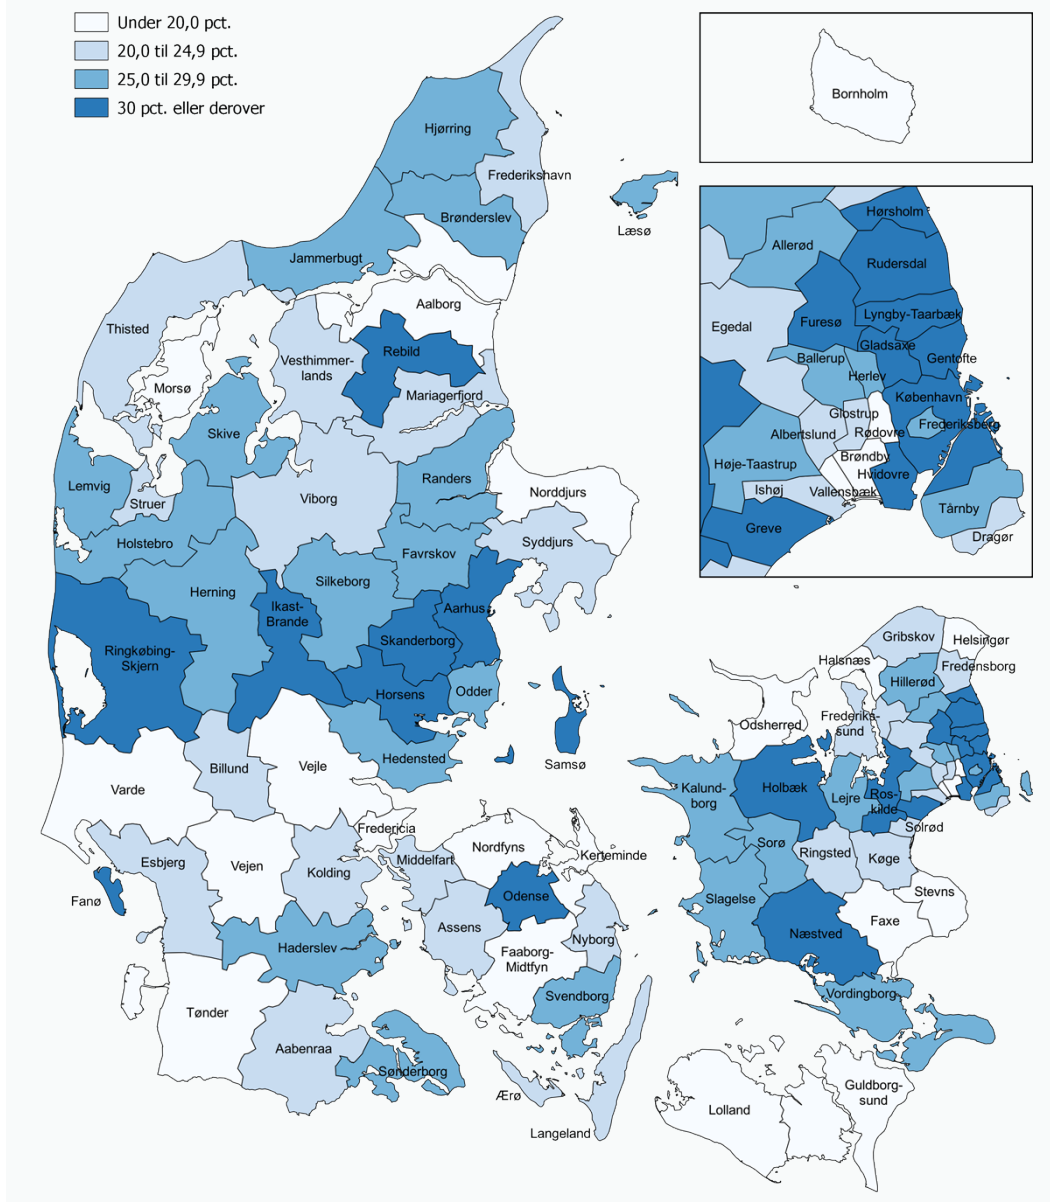 Under 20,0 pct.
20,0 til 24,9 pct.
25,0 til 29,9 pct.
30 pct. eller derover
Hjørring
Frederikshavn
Brønderslev
Læsø
Jammerbugt
Aalborg
Thisted
Rebild
Vesthimmer-
lands
Morsø
Mariagerfjord
Skive
Lemvig
Struer
Viborg
Randers
Norddjurs
Holstebro
Favrskov
Syddjurs
Silkeborg
Herning
Ikast-
Brande
Aarhus
Skanderborg
Ringkøbing-
Skjern
Horsens
Odder
Samsø
Hedensted
Billund
Vejle
Varde
Fredericia
Esbjerg
Vejen
Kolding
Middelfart
Nordfyns
Kerteminde
Fanø
Odense
Assens
Nyborg
Haderslev
Faaborg-
Midtfyn
Svendborg
Tønder
Aabenraa
Sønderborg
Ærø
Langeland
Bornholm
Hørsholm
Allerød
Rudersdal
Furesø
Lyngby-Taarbæk
Egedal
Gladsaxe
Ballerup
Gentofte
Herlev
København
Glostrup
Frederiksberg
Albertslund
Rødovre
Brøndby
Høje-Taastrup
Hvidovre
Ishøj
Vallensbæk
Tårnby
Greve
Dragør
Gribskov
Helsingør
Halsnæs
Fredensborg
Hillerød
Odsherred
Frederiks-
sund
Kalund-
borg
Holbæk
Lejre
Ros-
kilde
Solrød
Sorø
Ringsted
Køge
Slagelse
Stevns
Faxe
Næstved
Vordingborg
Guldborg-
sund
Lolland